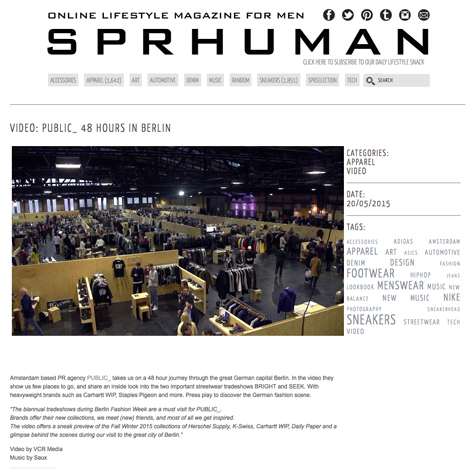 ONLINE LIFESTYLE MAGAZINE FOR MEN
SPRHUMAN
CLICK HERE TO SUBSCRIBE TO OUR DAILY LIFESTYLE SNACK
ACCESSORIES APPAREL (1,642) ART AUTOMOTIVE DENIM MUSIC RANDOM SNEAKERS (1,851) SPRSELECTION TECH SEARCH
VIDEO: PUBLIC_ 48 HOURS IN BERLIN
CATEGORIES:
APPAREL
VIDEO
DATE:
20/05/2015
TAGS:
ACCESSORIES ADIDAS AMSTERDAM
APPAREL ART ASICS AUTOMOTIVE
DENIM DESIGN FASHION
FOOTWEAR HIPHOP JEANS
LOOKBOOK MENSWEAR MUSIC NEW
BALANCE NEW MUSIC NIKE
PHOTOGRAPHY SNEAKERHEAD
SNEAKERS STREETWEAR TECH
VIDEO
Amsterdam based PR agency PUBLIC_ takes us on a 48 hour journey through the great German capital Berlin. In the video they
show us few places to go, and share an inside look into the two important streetwear tradeshows BRIGHT and SEEK. With
heavyweight brands such as Carhartt WIP, Staples Pigeon and more. Press play to discover the German fashion scene.
"The biannual tradeshows during Berlin Fashion Week are a must visit for PUBLIC_.
Brands offer their new collections, we meet (new) friends, and most of all we get inspired.
The video offers a sneak preview of the Fall Winter 2015 collections of Herschel Supply, K-Swiss, Carhartt WIP, Daily Paper and a
glimpse behind the scenes during our visit to the great city of Berlin."
Video by VCR Media
Music by Saux